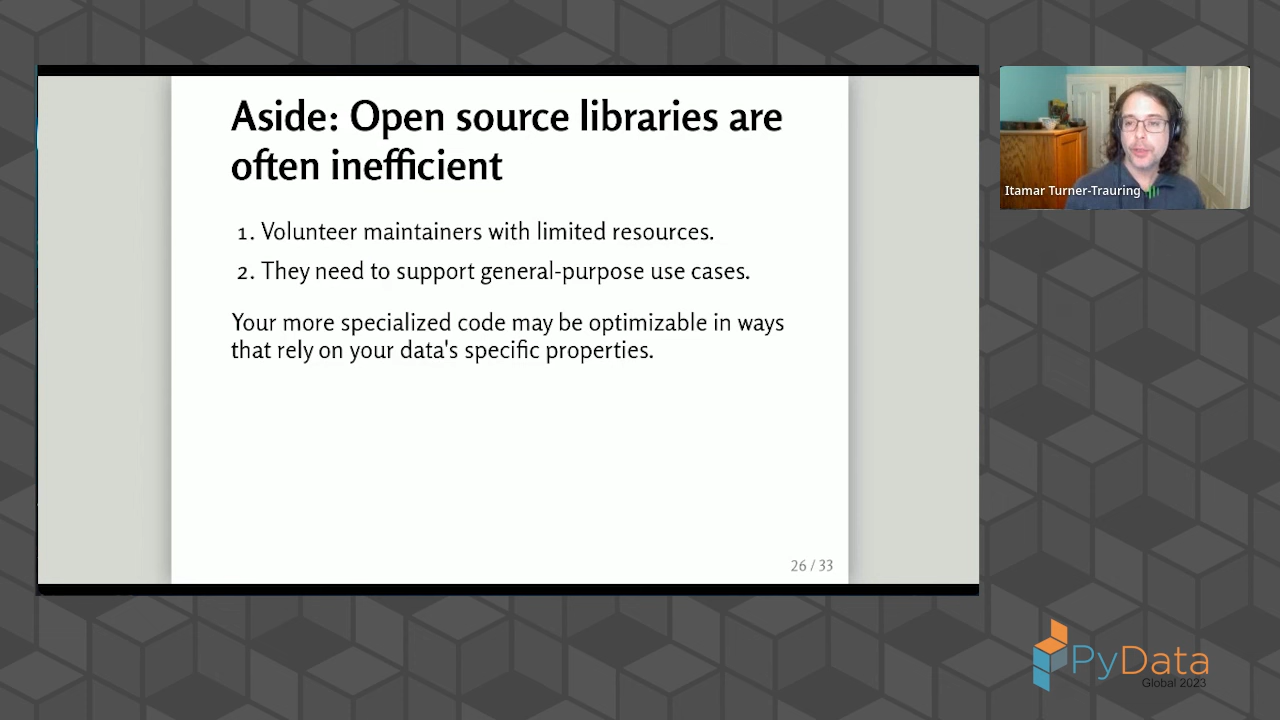 Aside: Open source libraries are
often inefficient
1. Volunteer maintainers with limited resources.
2. They need to support general-purpose use cases.
Your more specialized code may be optimizable in ways
that rely on your data's specific properties.
26 / 33
Itamar Turner-Trauring
PyData
Global 2023